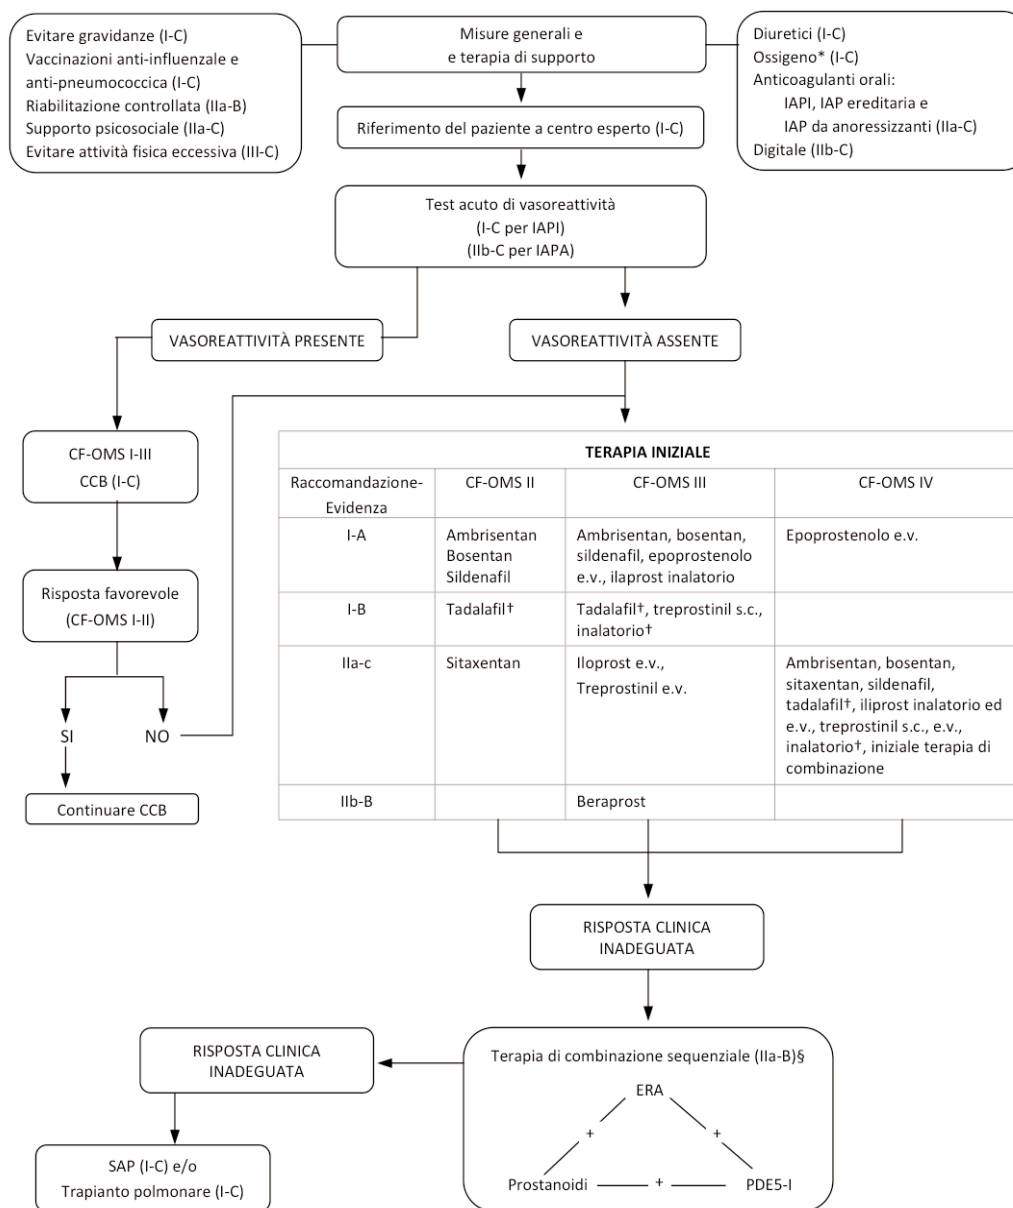 Evitare gravidanze (I-C)
Vaccinazioni anti-influenzale e
anti-pneumococcica (I-C)
Riabilitazione controllata (IIa-B)
Supporto psicosociale (IIa-C)
Evitare attività fisica eccessiva (III-C)
Misure generali e
e terapia di supporto
Diuretici (I-C)
Ossigeno* (I-C)
Anticoagulanti orali:
IAPI, IAP ereditaria e
IAP da anoressizzanti (IIa-C)
Digitale (IIb-C)
Riferimento del paziente a centro esperto (I-C)
Test acuto di vasoreattività
(I-C per IAPI)
(IIb-C per IAPA)
VASOREATTIVITÀ PRESENTE
VASOREATTIVITÀ ASSENTE
CF-OMS I-III
CCB (I-C)
Risposta favorevole
(CF-OMS I-II)
SI
NO
Continuare CCB
TERAPIA INIZIALE
Raccomandazione-
Evidenza
CF-OMS II
CF-OMS III
CF-OMS IV
I-A
Ambrisentan
Bosentan
Sildenafil
Ambrisentan, bosentan,
sildenafil, epoprostenolo
e.v., ilaprost inalatorio
Epoprostenolo e.v.
I-B
Tadalafil†
Tadalafil†, treprostinil s.c.,
inalatorio†
IIa-c
Sitaxentan
Iloprost e.v.,
Treprostinil e.v.
Ambrisentan, bosentan,
sitaxentan, sildenafil,
tadalafil†, iliprost inalatorio ed
e.v., treprostinil s.c., e.v.,
inalatorio†, iniziale terapia di
combinazione
IIb-B
Beraprost
RISPOSTA CLINICA
INADEGUATA
Terapia di combinazione sequenziale (IIa-B)§
ERA
+
+
Prostanoidi
+
PDE5-I
RISPOSTA CLINICA
INADEGUATA
SAP (I-C) e/o
Trapianto polmonare (I-C)